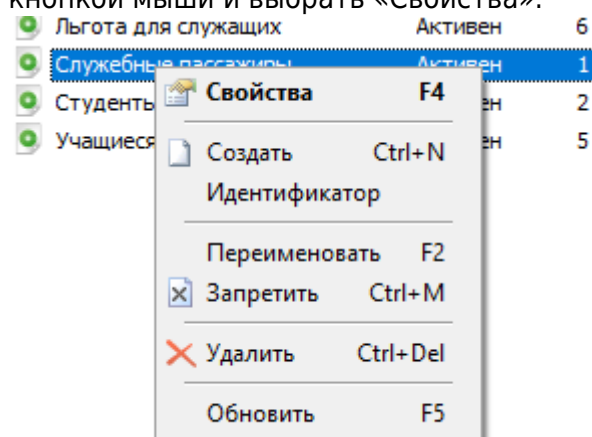 кнопкой мыши и выбрать «Свойства».
Льгота для служащих Активен 6
Служебные пассажиры Активен 1
Студенты 2
Свойства F4
Учащиеся 5
Создать Ctrl+N
Идентификатор
Переименовать F2
Запретить Ctrl+M
Удалить Ctrl+Del
Обновить F5